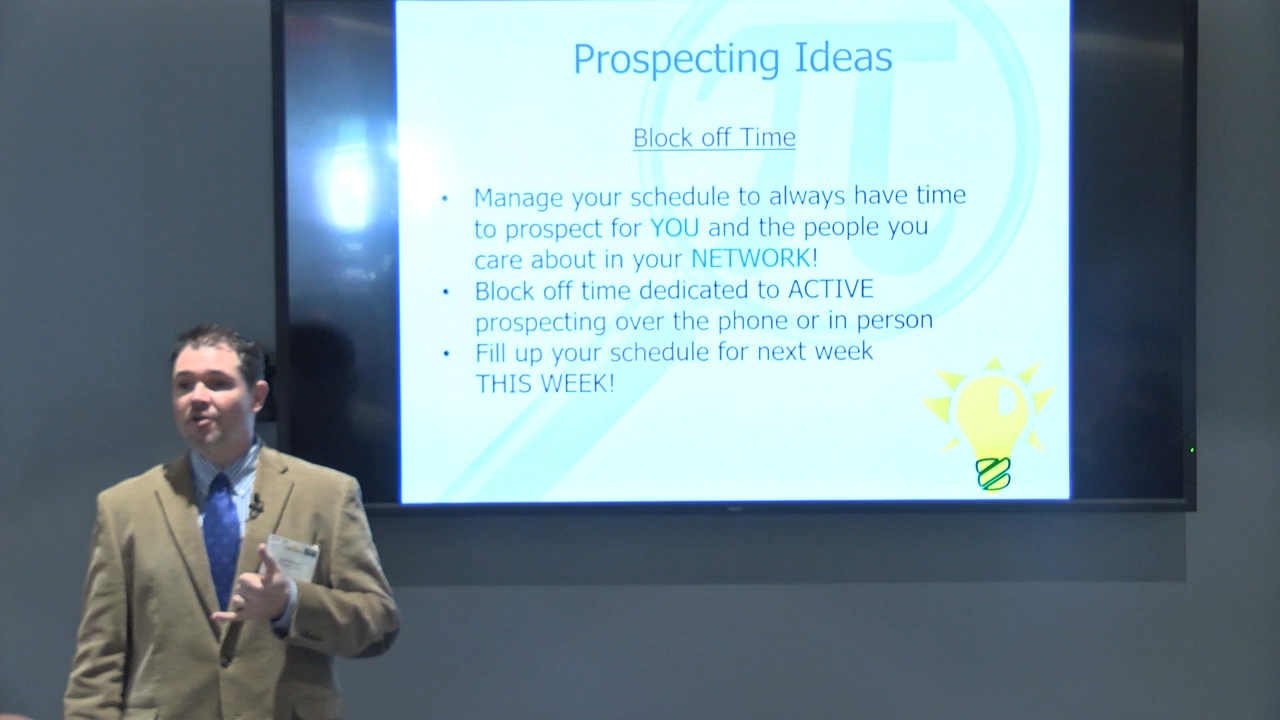 Prospecting Ideas
Block off Time
• Manage your schedule to always have time
to prospect for YOU and the people you
care about in your NETWORK!
• Block off time dedicated to ACTIVE
prospecting over the phone or in person
• Fill up your schedule for next week
THIS WEEK!